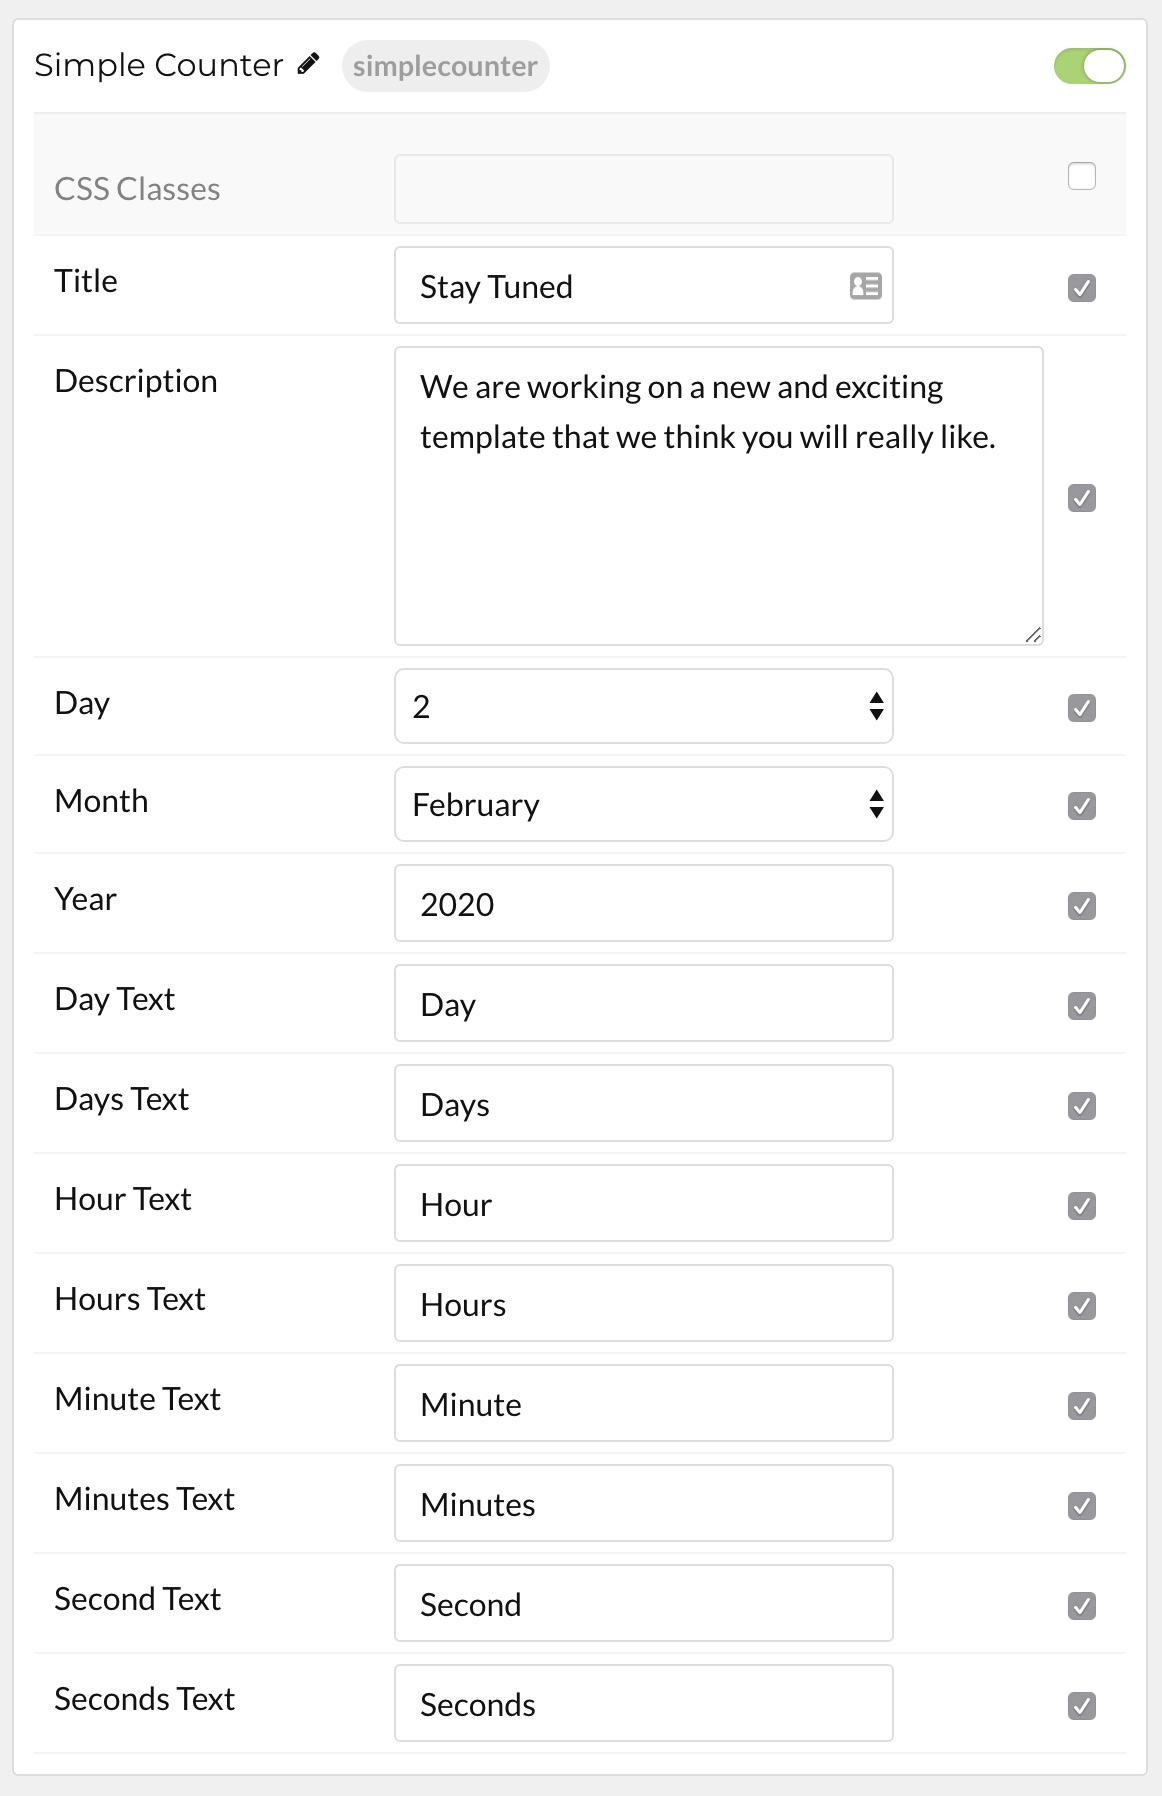 Simple Counter simplecounter
CSS Classes
Title Stay Tuned
Description We are working on a new and exciting
template that we think you will really like.
Day 2
Month February
Year 2020
Day Text Day
Days Text Days
Hour Text Hour
Hours Text Hours
Minute Text Minute
Minutes Text Minutes
Second Text Second
Seconds Text Seconds